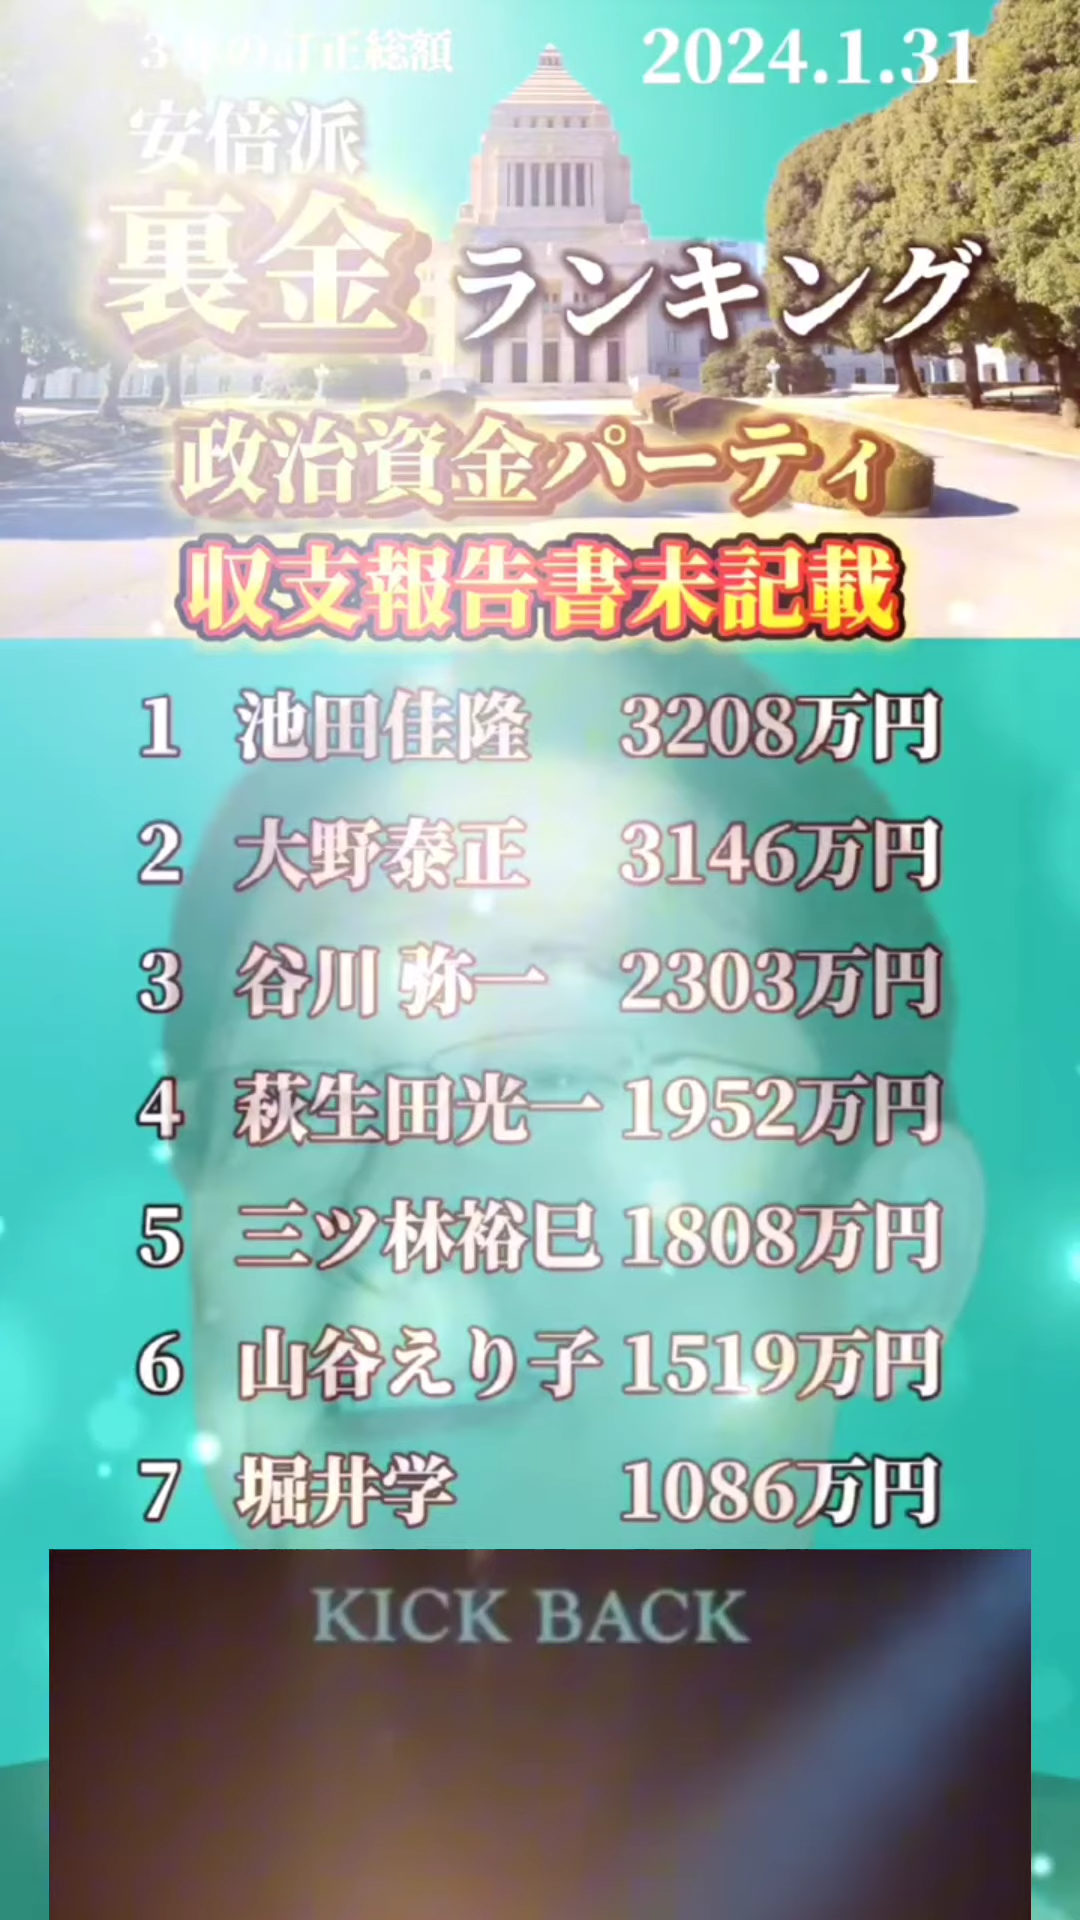 3年の訂正総額
2024.1.31
安倍派
裏金ランキング
政治資金パーティ
収支報告書未記載
1 池田佳隆 3208万円
2 大野泰正 3146万円
3 谷川 弥一 2303万円
4 萩生田光一 1952万円
5 三ツ林裕巳 1808万円
6 山谷えり子 1519万円
7 堀井学 1086万円
KICK BACK